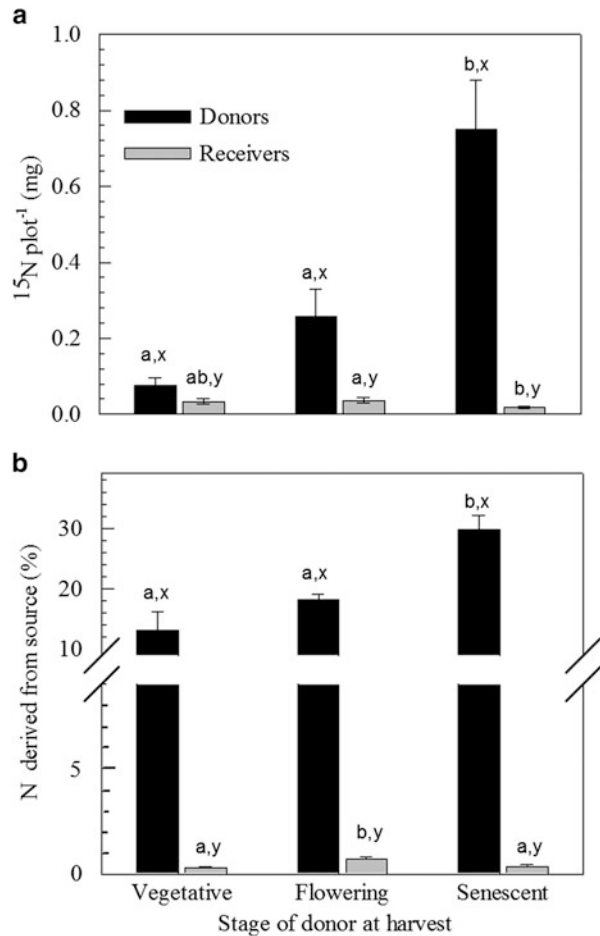 a
1.0
0.8
0.6
0.4
0.2
0.0
¹⁵N plot⁻¹ (mg)
Donors
Receivers
a,x
ab,y
a,x
a,y
b,x
b,y
b
30
20
10
5
0
N derived from source (%)
a,x
a,y
a,x
b,y
b,x
a,y
Vegetative Flowering Senescent
Stage of donor at harvest